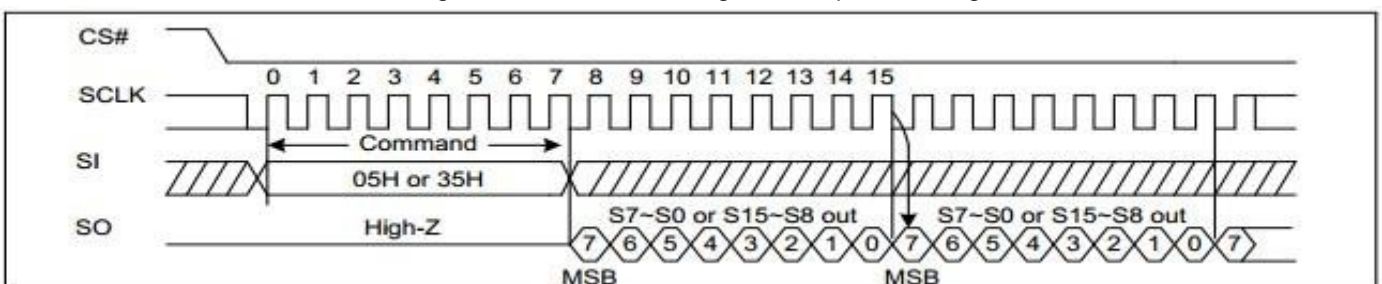 CS#
0 1 2 3 4 5 6 7 8 9 10 11 12 13 14 15
SCLK
Command
SI
05H or 35H
S7~S0 or S15~S8 out S7~S0 or S15~S8 out
SO High-Z
7 6 5 4 3 2 1 0 7 6 5 4 3 2 1 0 7
MSB MSB